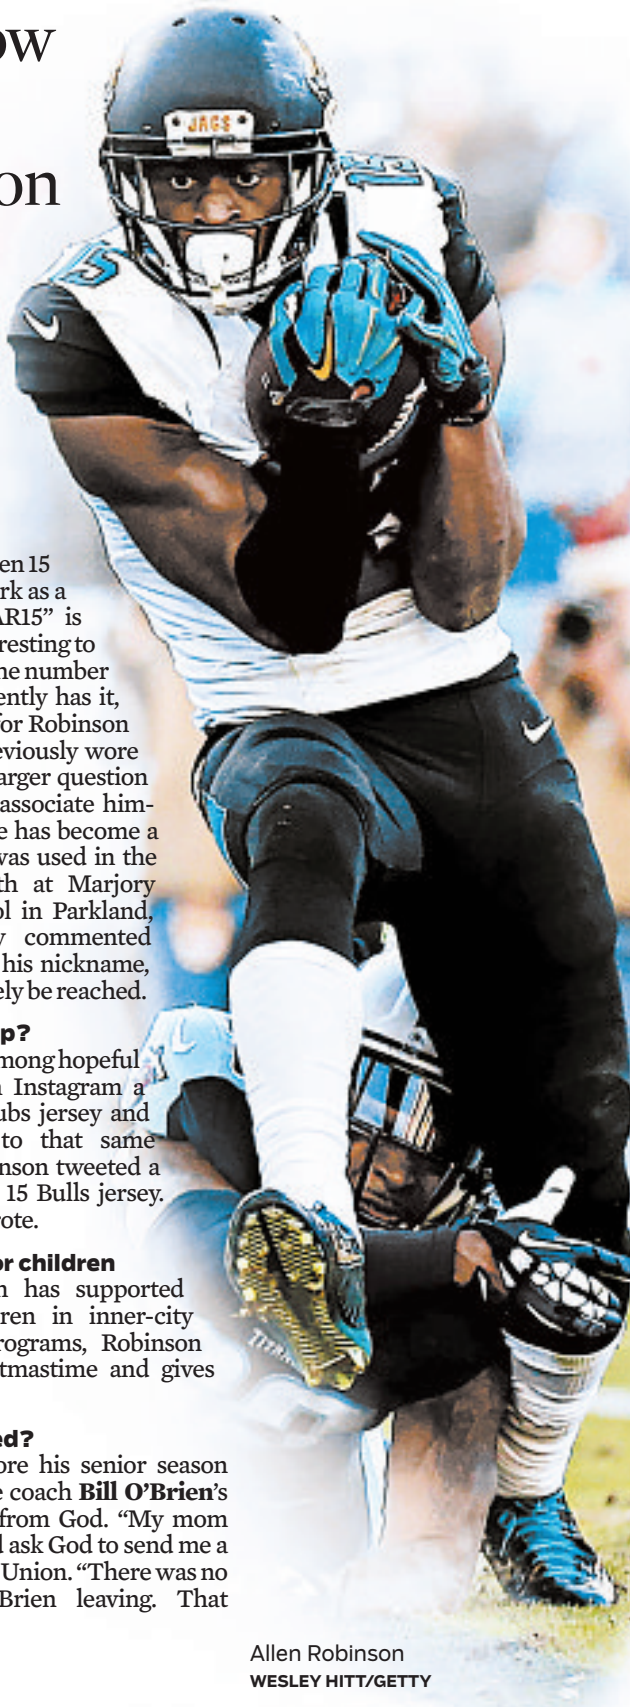 ow
on
JAGS
15
15
en 15
rk as a
AR15” is
resting to
he number
ently has it,
for Robinson
eviously wore
arger question
associate him-
e has become a
was used in the
th at Marjory
ol in Parkland,
y commented
his nickname,
ely be reached.
p?
mong hopeful
n Instagram a
ubs jersey and
to that same
nson tweeted a
15 Bulls jersey.
rote.
or children
n has supported
ren in inner-city
rograms, Robinson
tmastime and gives
ed?
ore his senior season
e coach Bill O’Brien’s
from God. “My mom
d ask God to send me a
Union. “There was no
Brien leaving. That
TITANS
Allen Robinson
WESLEY HITT/GETTY